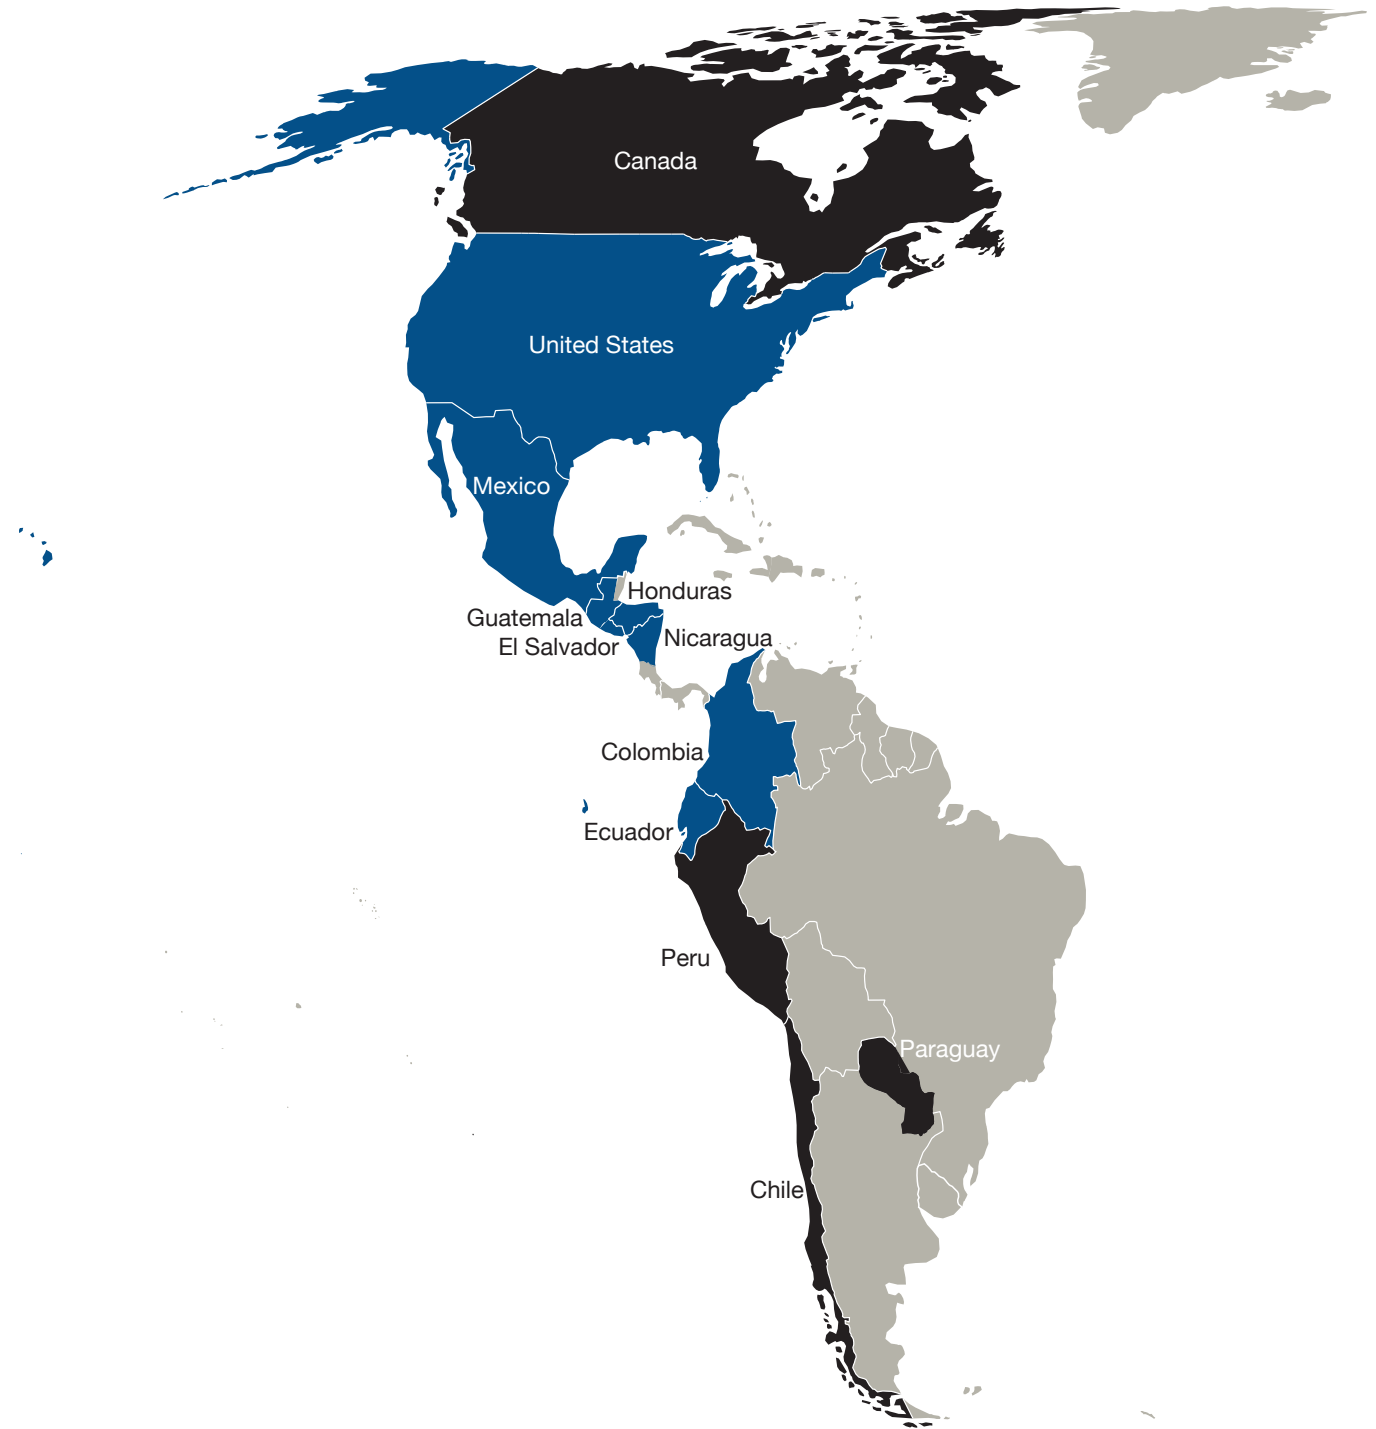 Canada
United States
Mexico
Honduras
Guatemala
Nicaragua
El Salvador
Colombia
Ecuador
Peru
Paraguay
Chile